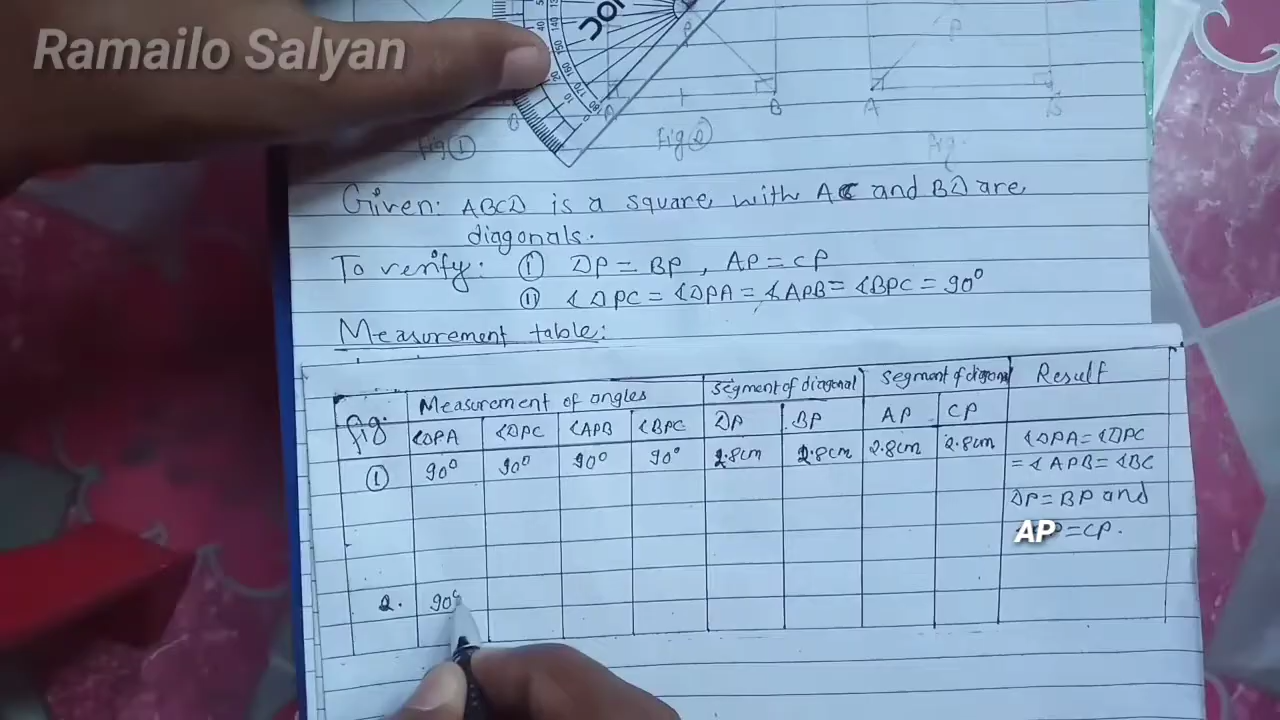 Ramailo Salyan
Fig ①
Fig ②
Fig.
Given: ABCD is a square with AC and BD are
diagonals.
To verify: ① DP = BP, AP = CP
⑪ ∢DPC = ∢DPA = ∢APB = ∢BPC = 90°
Measurement table:
Fig. Measurement of angles Segment of diagonal Segment of diagonal Result
∢DPA ∢DPC ∢APB ∢BPC DP BP AP CP
① 90° 90° 90° 90° 2.8cm 2.8cm 2.8cm 2.8cm ∢DPA = ∢DPC
= ∢APB = ∢BC
DP = BP and
AP = CP.
2. 90°